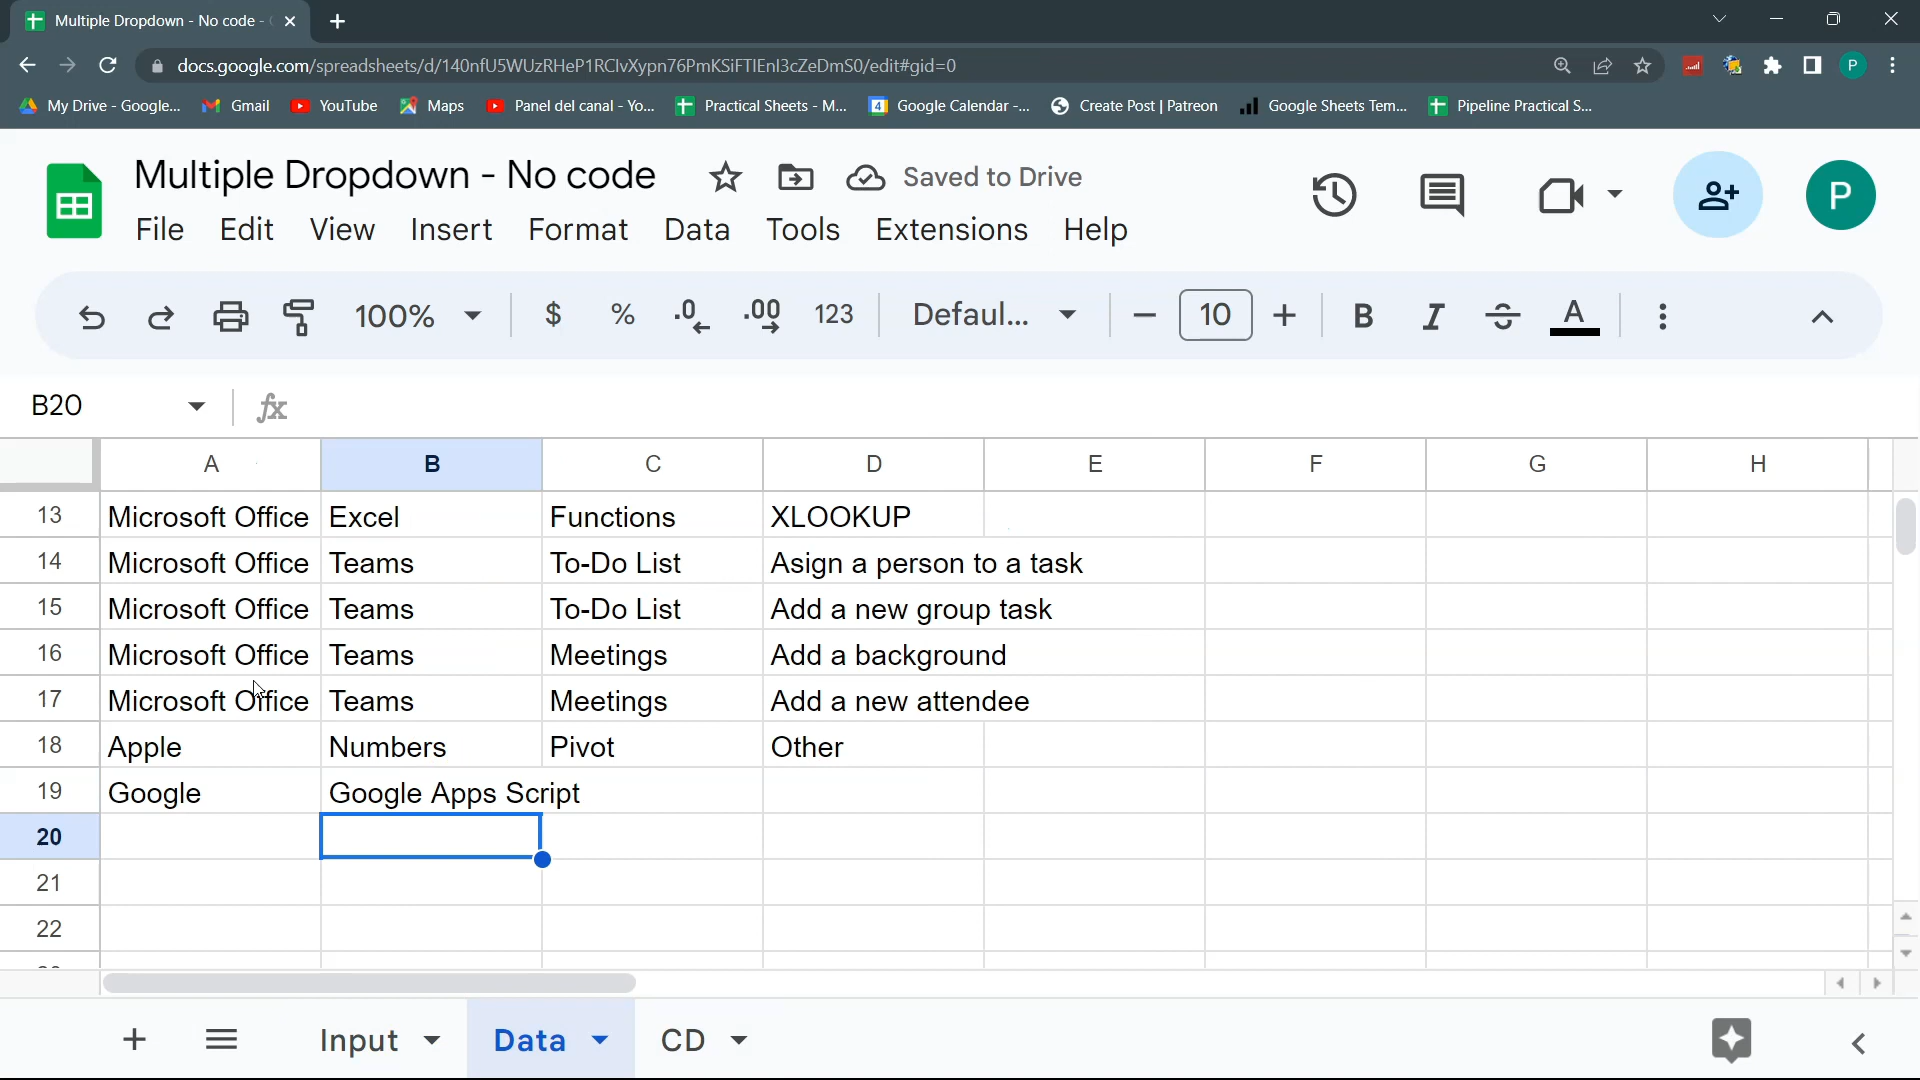 Multiple Dropdown - No code -
docs.google.com/spreadsheets/d/140nfU5WUzRHeP1RClvXypn76PmKSiFTIEnI3cZeDmS0/edit#gid=0
P
My Drive - Google... Gmail YouTube Maps Panel del canal - Yo... Practical Sheets - M... 4 Google Calendar -... Create Post | Patreon Google Sheets Tem... Pipeline Practical S...
Multiple Dropdown - No code Saved to Drive
P
File Edit View Insert Format Data Tools Extensions Help
100% $ % .0 .00 123 Defaul... 10 B I S A
B20 fx
A B C D E F G H
13 Microsoft Office Excel Functions XLOOKUP
14 Microsoft Office Teams To-Do List Asign a person to a task
15 Microsoft Office Teams To-Do List Add a new group task
16 Microsoft Office Teams Meetings Add a background
17 Microsoft Office Teams Meetings Add a new attendee
18 Apple Numbers Pivot Other
19 Google Google Apps Script
20
21
22
Input Data CD